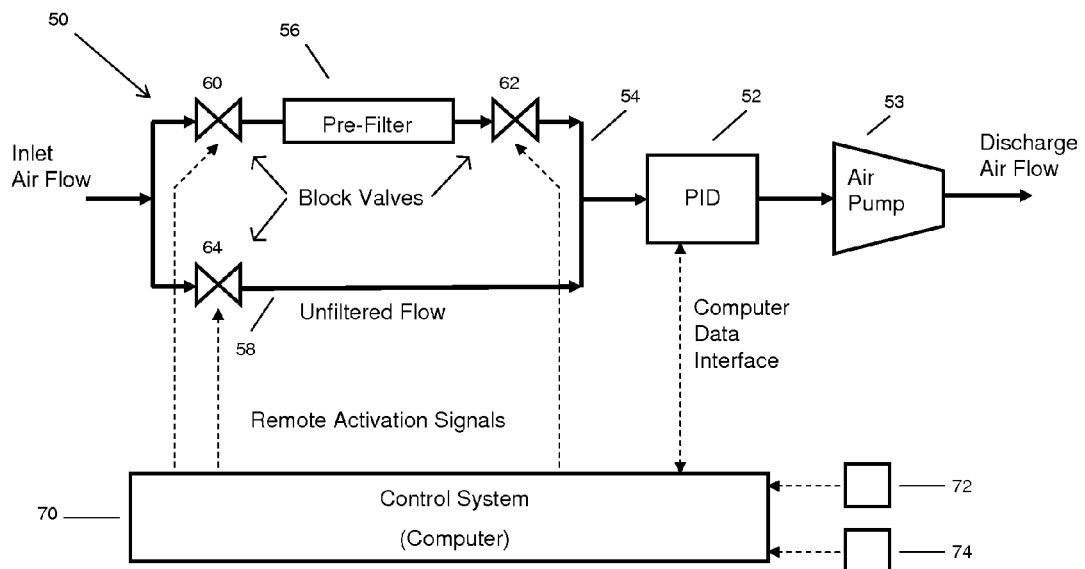 50
56
60
62
54
52
53
Pre-Filter
Inlet
Air Flow
Discharge
Air Flow
Block Valves
PID
Air
Pump
64
Unfiltered Flow
58
Computer
Data
Interface
Remote Activation Signals
70
Control System
(Computer)
72
74